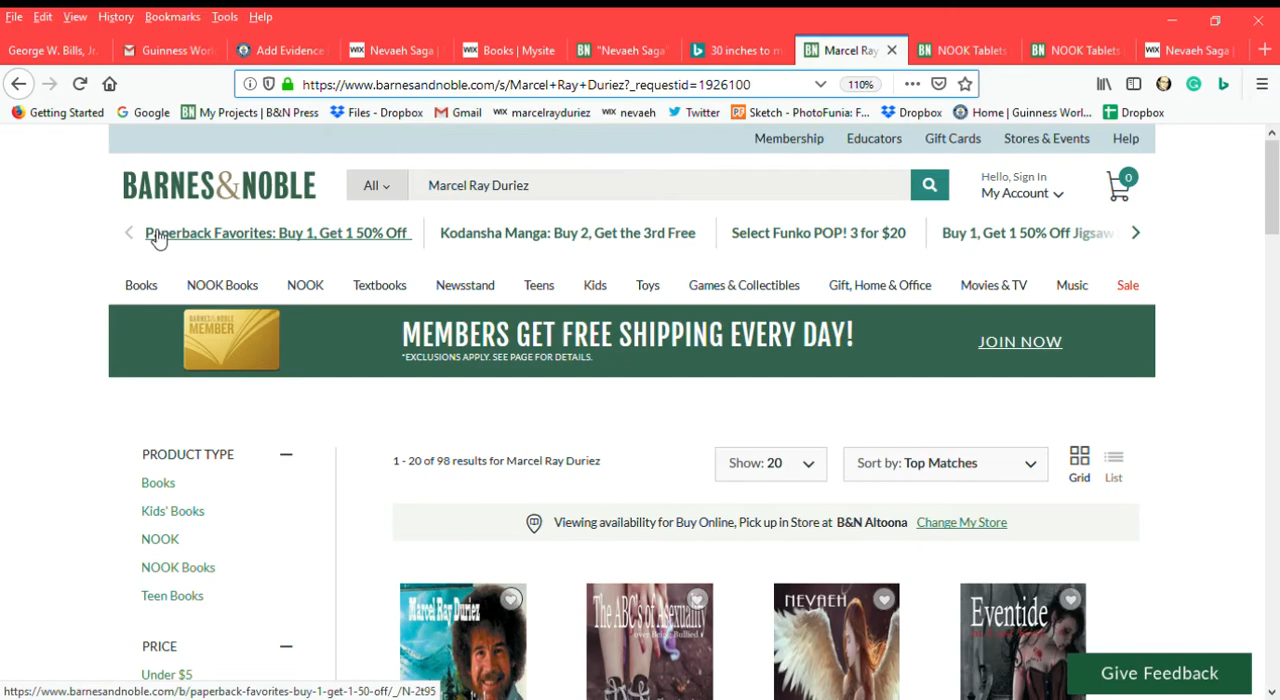 File Edit View History Bookmarks Tools Help
George W. Bills, Jr. Guinness Worl Add Evidence Nevaeh Saga Books | Mysite "Nevaeh Saga" 30 inches to m Marcel Ray NOOK Tablets NOOK Tablets Nevaeh Saga
https://www.barnesandnoble.com/s/Marcel+Ray+Duriez?_requestid=1926100 110%
Getting Started Google My Projects | B&N Press Files - Dropbox Gmail marcelrayduriez nevaeh Twitter Sketch - PhotoFunia: F... Dropbox Home | Guinness Worl... Dropbox
Membership Educators Gift Cards Stores & Events Help
BARNES&NOBLE All Marcel Ray Duriez Hello, Sign In
My Account 0
Paperback Favorites: Buy 1, Get 1 50% Off Kodansha Manga: Buy 2, Get the 3rd Free Select Funko POP! 3 for $20 Buy 1, Get 1 50% Off Jigsaw
Books NOOK Books NOOK Textbooks Newsstand Teens Kids Toys Games & Collectibles Gift, Home & Office Movies & TV Music Sale
BARNES & NOBLE
MEMBER
MEMBERS GET FREE SHIPPING EVERY DAY!
*EXCLUSIONS APPLY. SEE PAGE FOR DETAILS.
JOIN NOW
PRODUCT TYPE
Books
Kids' Books
NOOK
NOOK Books
Teen Books
PRICE
Under $5
1 - 20 of 98 results for Marcel Ray Duriez Show: 20 Sort by: Top Matches Grid List
Viewing availability for Buy Online, Pick up in Store at B&N Altoona Change My Store
Marcel Ray Duriez
The ABC's of Asexuality
over Being Bullied
NEVAEH
Eventide
Give Feedback
https://www.barnesandnoble.com/b/paperback-favorites-buy-1-get-1-50-off/_/N-2t95